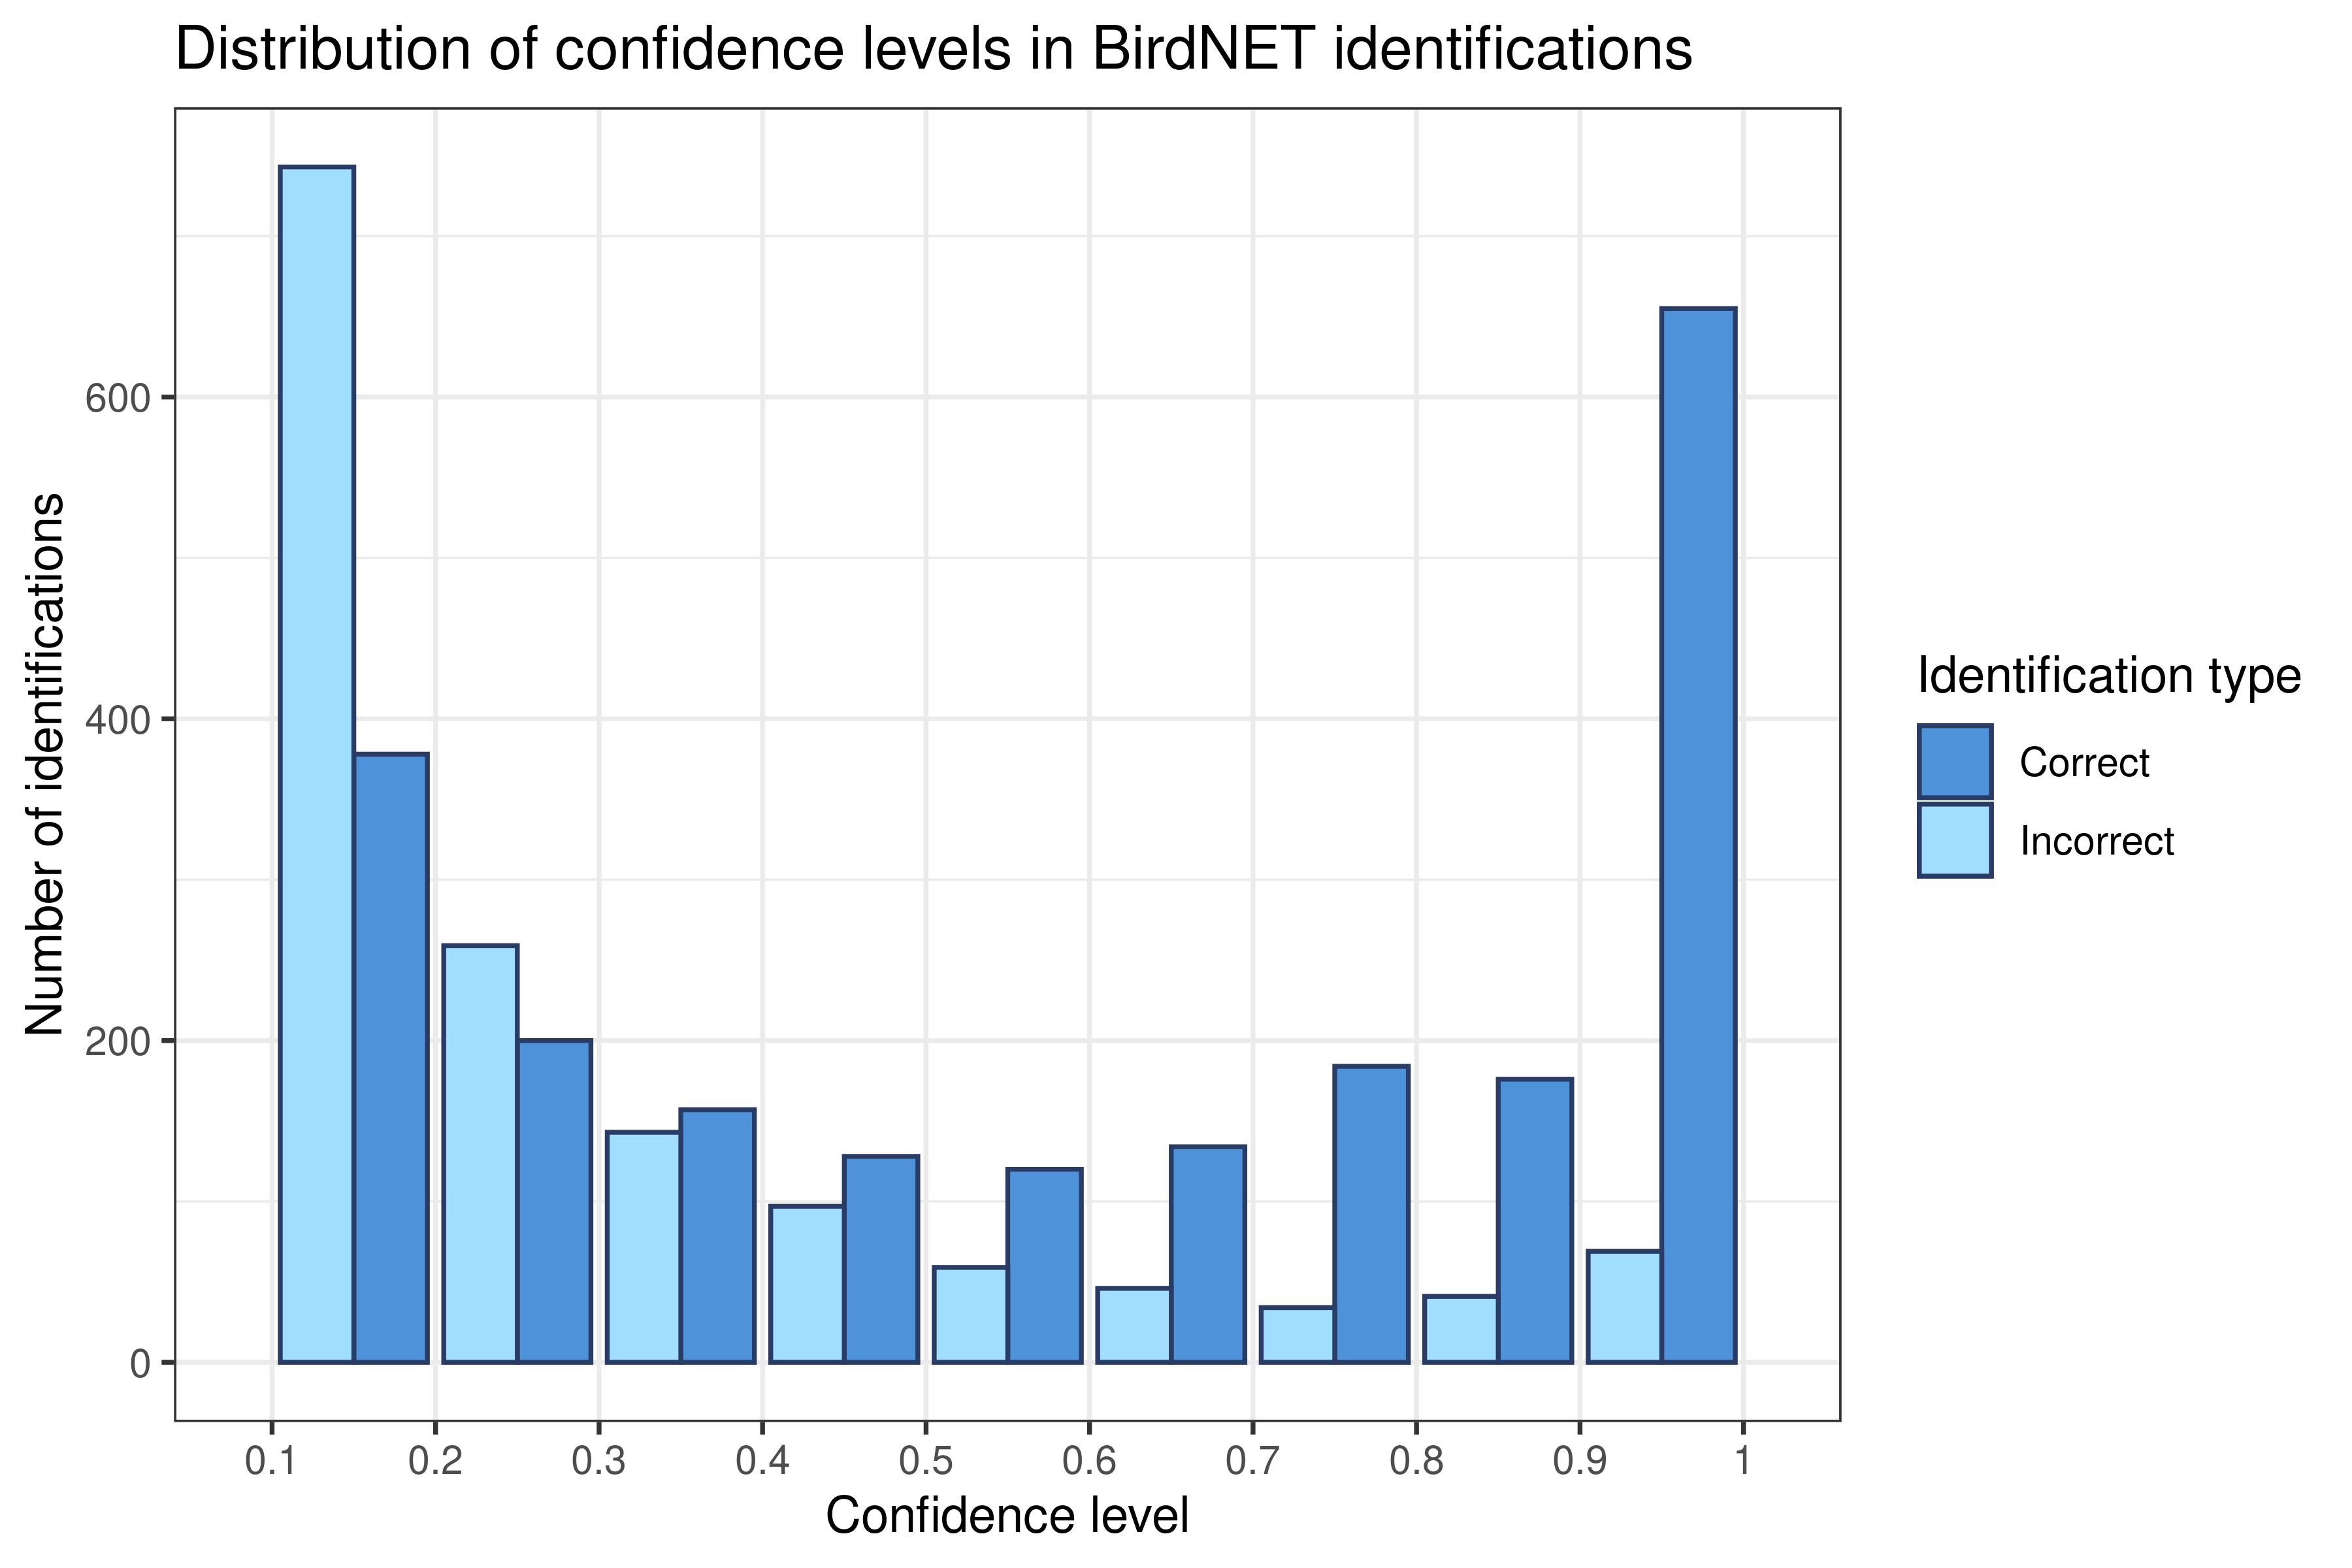 Distribution of confidence levels in BirdNET identifications
Number of identifications
600
400
200
0
0.1 0.2 0.3 0.4 0.5 0.6 0.7 0.8 0.9 1
Confidence level
Identification type
Correct
Incorrect